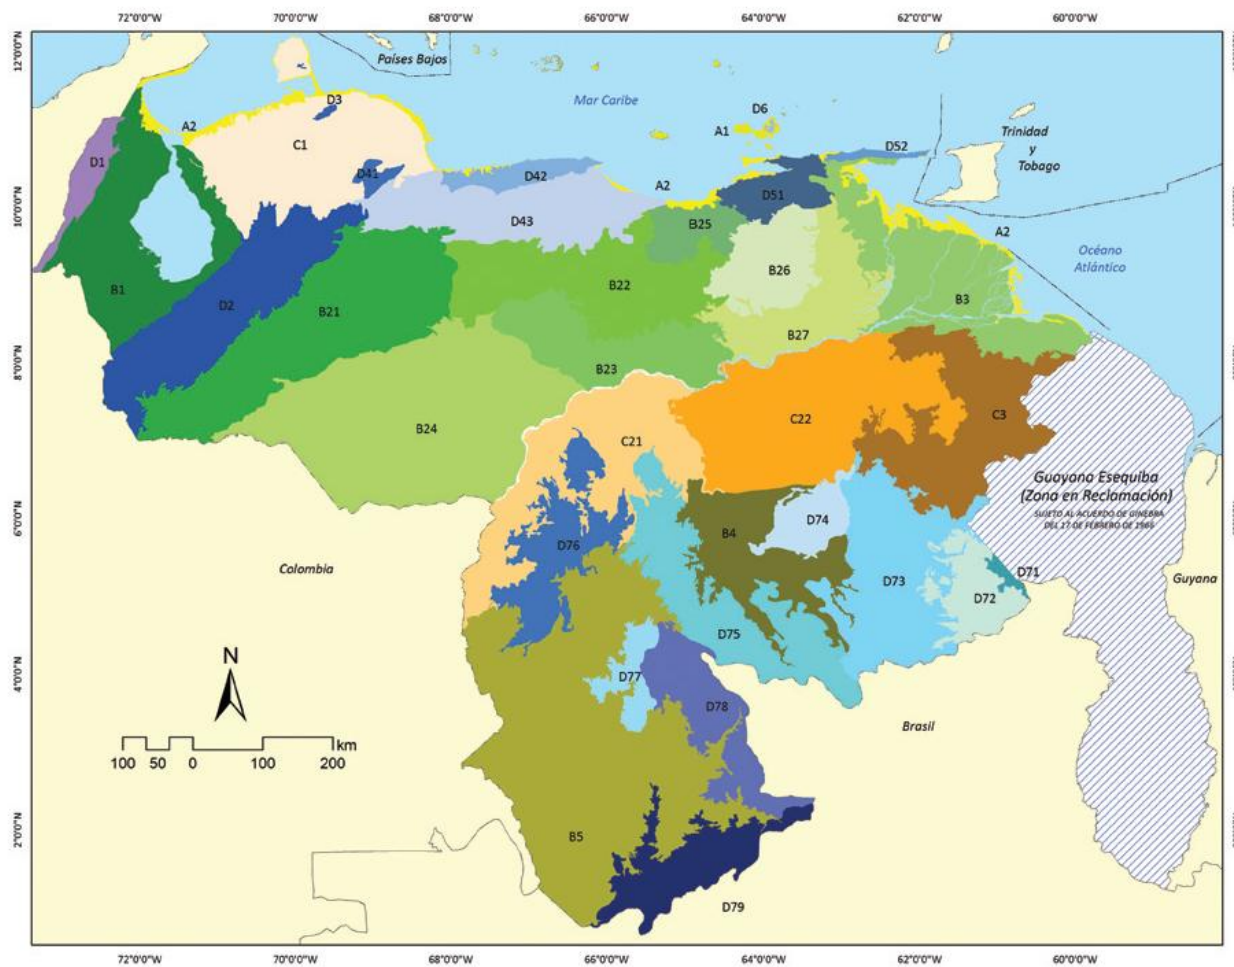 72°0'0"W 70°0'0"W 68°0'0"W 66°0'0"W 64°0'0"W 62°0'0"W 60°0'0"W
12°0'0"N
10°0'0"N
8°0'0"N
6°0'0"N
4°0'0"N
2°0'0"N
Países Bajos
Mar Caribe
D3
D6
A2
A1
Trinidad
y
Tobago
C1
D52
D1
D41
D42
A2
D51
D43
B25
A2
Océano
Atlántico
B26
B1
B22
D2
B21
B3
B27
B23
C22
C3
B24
C21
Guayana Esequiba
(Zona en Reclamación)
SUJETO AL ACUERDO DE GINEBRA
DEL 17 DE FEBRERO DE 1966
D74
B4
D76
Colombia
D71
Guyana
D73
D72
D75
N
D77
D78
Brasil
km
100 50 0 100 200
B5
D79
72°0'0"W 70°0'0"W 68°0'0"W 66°0'0"W 64°0'0"W 62°0'0"W 60°0'0"W